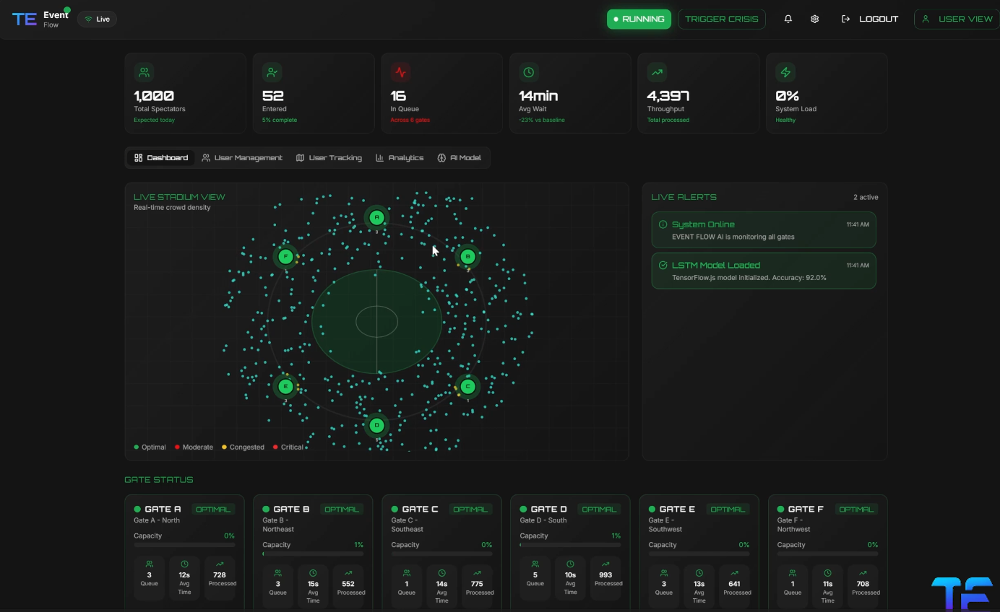 TE Event Flow Live RUNNING TRIGGER CRISIS LOGOUT USER VIEW
1,000
Total Spectators
Expected today
52
Entered
5% complete
16
In Queue
Across 6 gates
14min
Avg Wait
-23% vs baseline
4,397
Throughput
Total processed
0%
System Load
Healthy
Dashboard User Management User Tracking Analytics AI Model
LIVE STADIUM VIEW
Real-time crowd density
A
3
F
B
E
3
C
1
D
5
Optimal Moderate Congested Critical
LIVE ALERTS 2 active
System Online 11:41 AM
EVENT FLOW AI is monitoring all gates
LSTM Model Loaded 11:41 AM
TensorFlow.js model initialized. Accuracy: 92.0%
GATE STATUS
GATE A OPTIMAL
Gate A - North
Capacity 0%
3 12s 728
Queue Avg Processed
Time
GATE B OPTIMAL
Gate B -
Northeast
Capacity 1%
3 15s 552
Queue Avg Processed
Time
GATE C OPTIMAL
Gate C -
Southeast
Capacity 0%
1 14s 775
Queue Avg Processed
Time
GATE D OPTIMAL
Gate D - South
Capacity 1%
5 10s 993
Queue Avg Processed
Time
GATE E OPTIMAL
Gate E -
Southwest
Capacity 0%
3 13s 641
Queue Avg Processed
Time
GATE F OPTIMAL
Gate F -
Northwest
Capacity 0%
1 11s 708
Queue Avg Processed
Time
TE